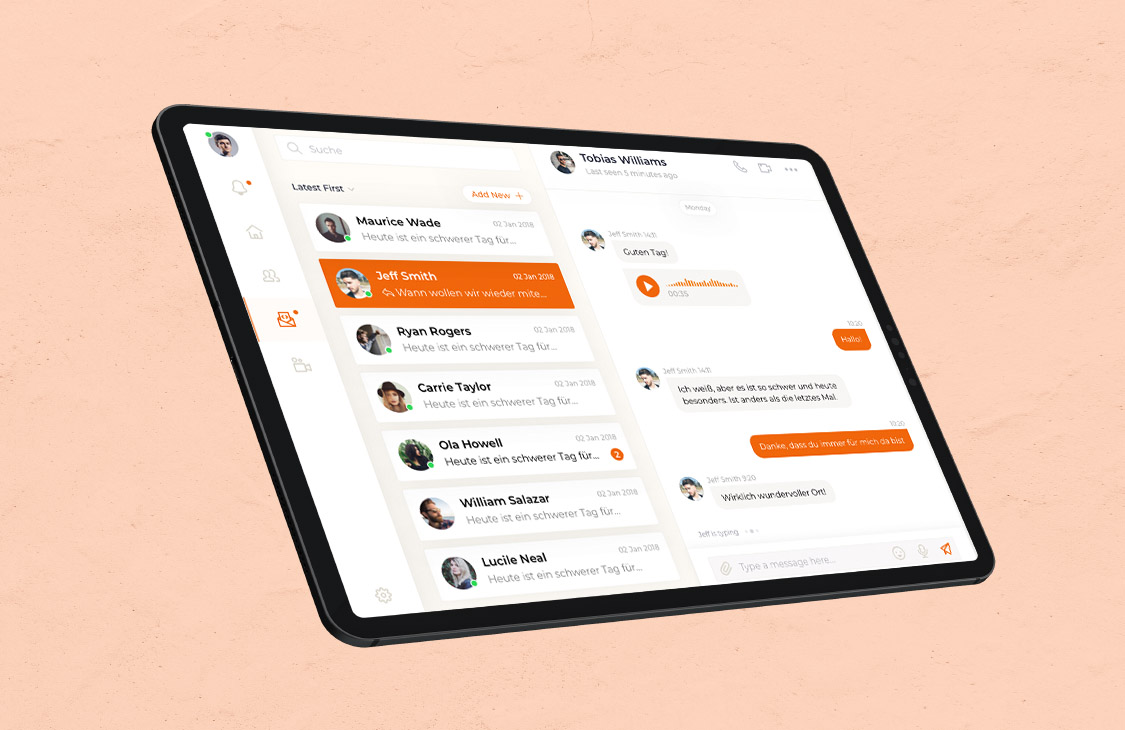 Suche
Latest First
Add New +
Maurice Wade
02 Jan 2018
Heute ist ein schwerer Tag für...
Jeff Smith
02 Jan 2018
Wann wollen wir wieder mite...
Ryan Rogers
02 Jan 2018
Heute ist ein schwerer Tag für...
Carrie Taylor
02 Jan 2018
Heute ist ein schwerer Tag für...
Ola Howell
02 Jan 2018
Heute ist ein schwerer Tag für...
2
William Salazar
02 Jan 2018
Heute ist ein schwerer Tag für...
Lucile Neal
02 Jan 2018
Heute ist ein schwerer Tag für...
Tobias Williams
Last seen 5 minutes ago
Monday
Jeff Smith 14:11
Guten Tag!
00:35
10:20
Hallo!
Jeff Smith 14:11
Ich weiß, aber es ist so schwer und heute
besonders. Ist anders als die letztes Mal.
10:20
Danke, dass du immer für mich da bist
Jeff Smith 9:20
Wirklich wundervoller Ort!
Jeff is typing
Type a message here...